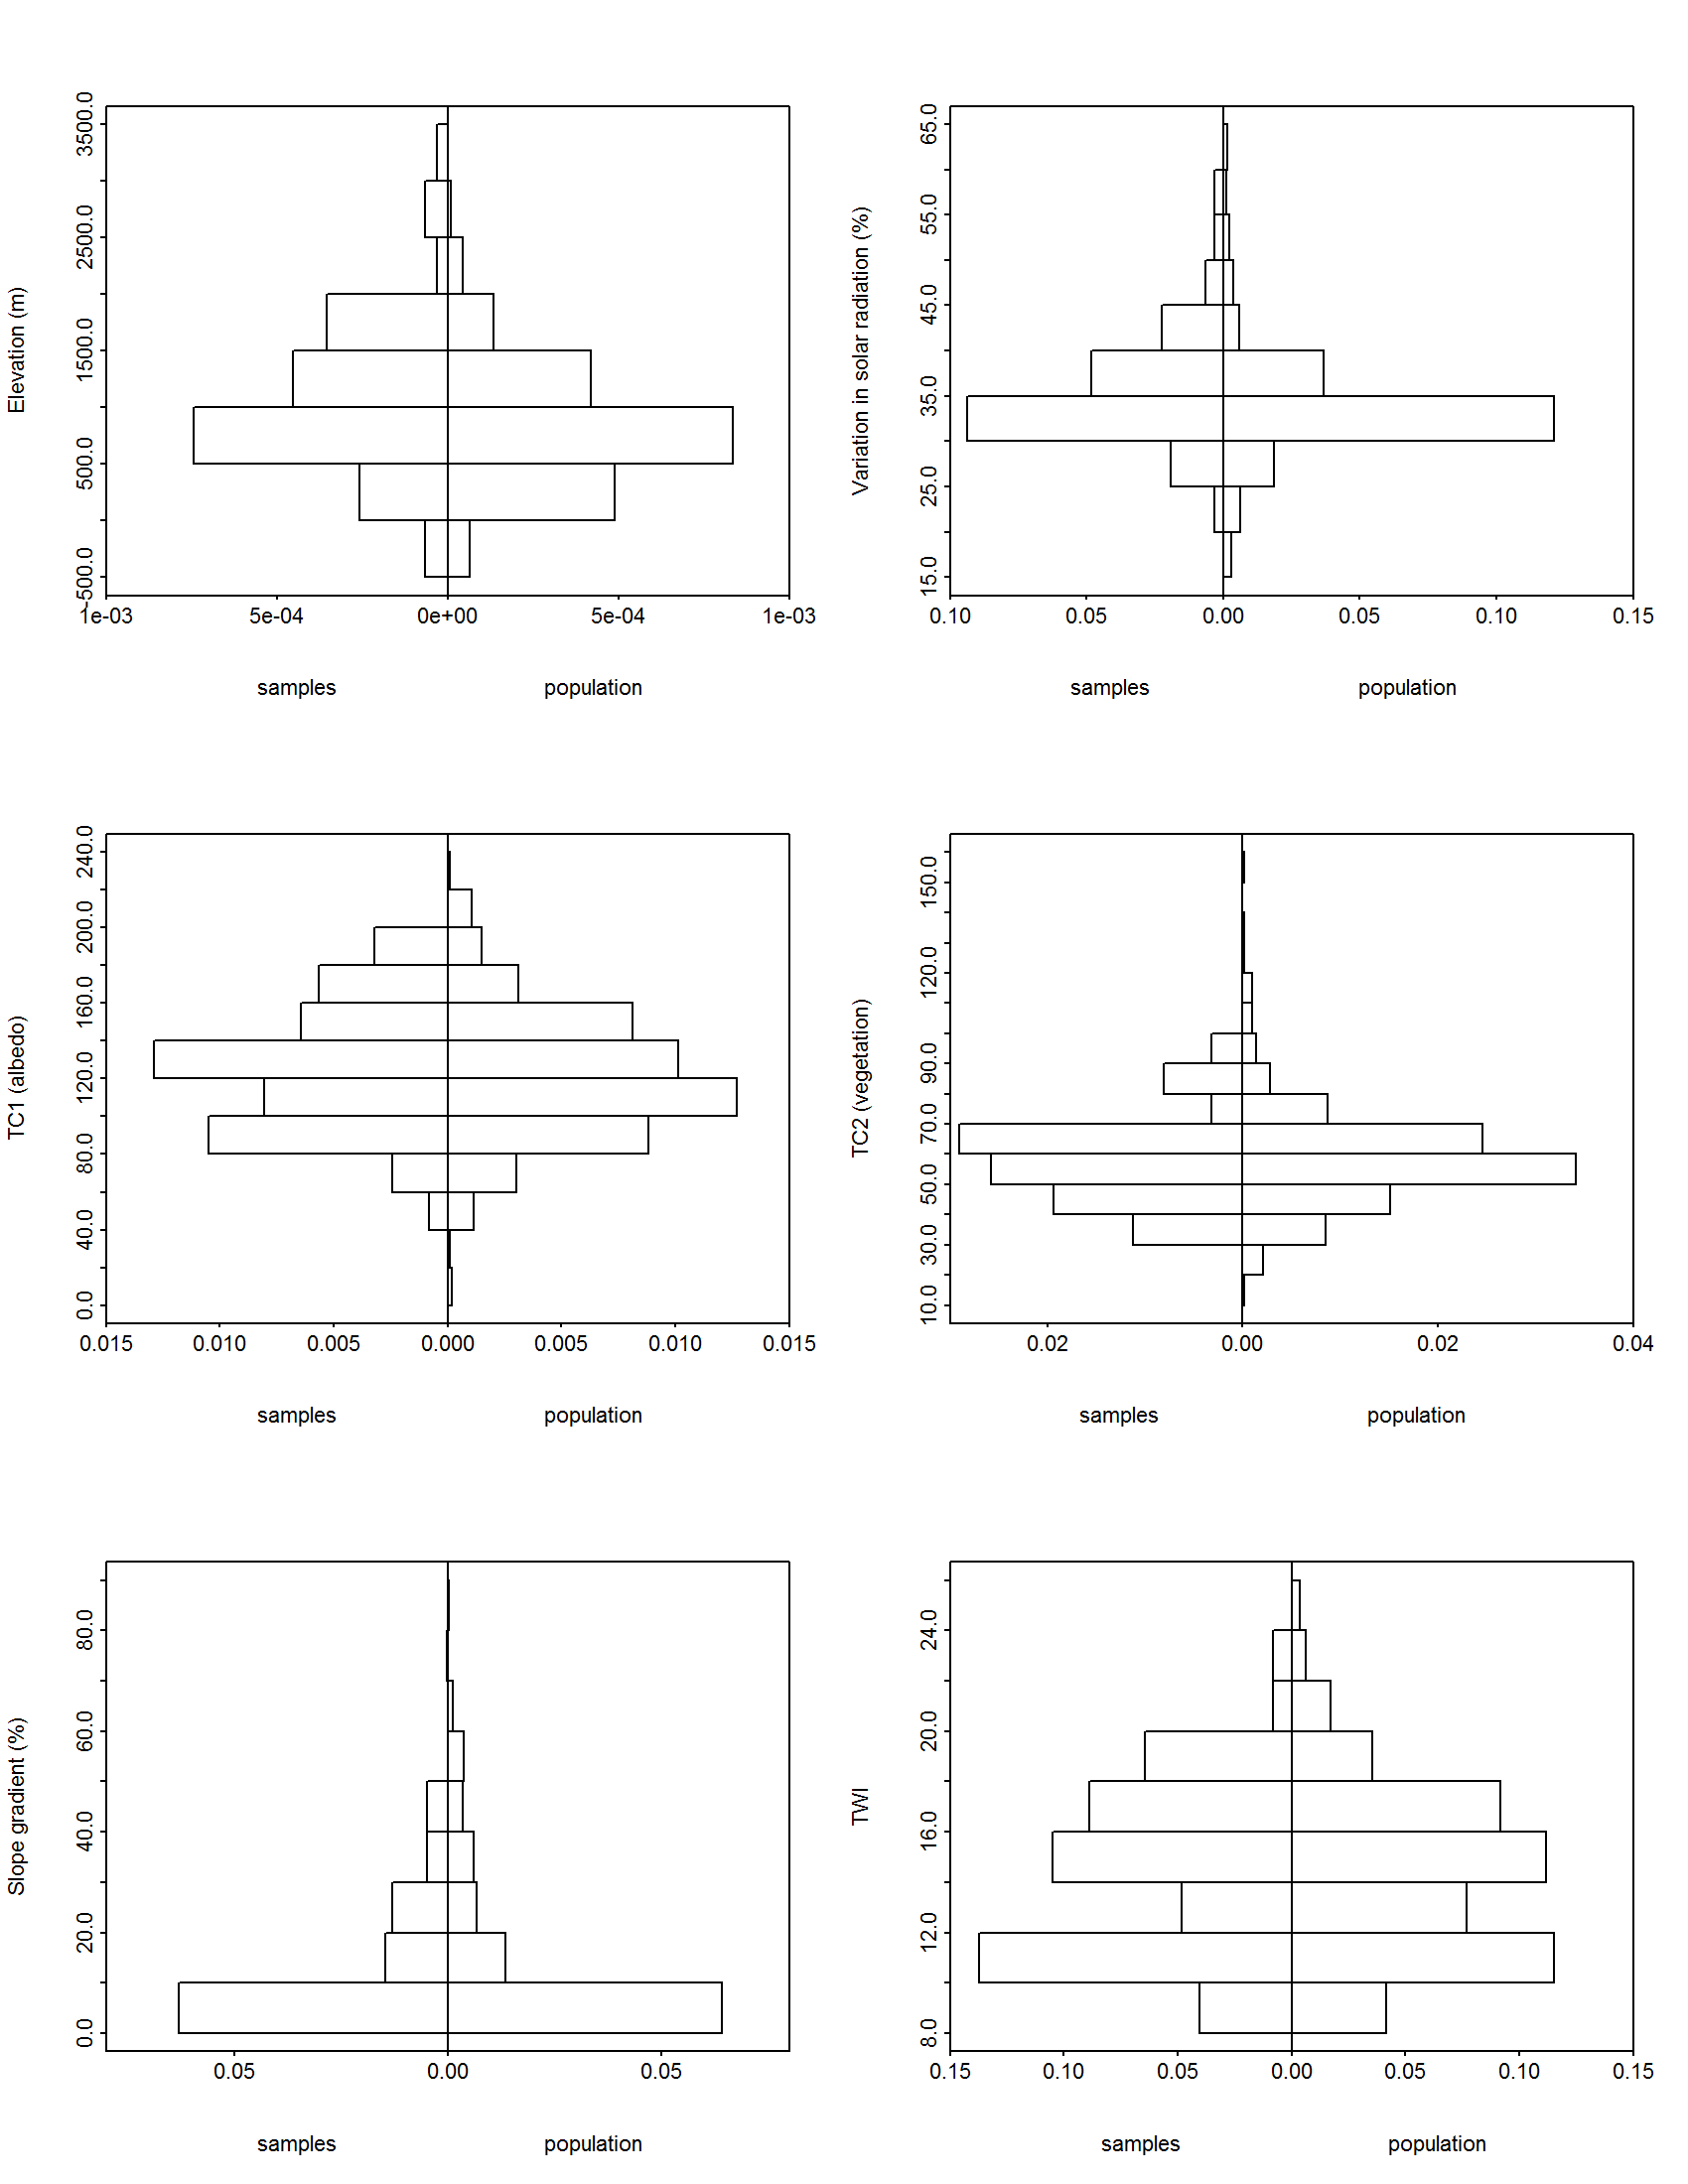 Elevation (m)
3500.0
2500.0
1500.0
500.0
-500.0
1e-03 5e-04 0e+00 5e-04 1e-03
samples population
Variation in solar radiation (%)
65.0
55.0
45.0
35.0
25.0
15.0
0.10 0.05 0.00 0.05 0.10 0.15
samples population
TC1 (albedo)
240.0
200.0
160.0
120.0
80.0
40.0
0.0
0.015 0.010 0.005 0.000 0.005 0.010 0.015
samples population
TC2 (vegetation)
150.0
120.0
90.0
70.0
50.0
30.0
10.0
0.02 0.00 0.02 0.04
samples population
Slope gradient (%)
80.0
60.0
40.0
20.0
0.0
0.05 0.00 0.05
samples population
TWI
24.0
20.0
16.0
12.0
8.0
0.15 0.10 0.05 0.00 0.05 0.10 0.15
samples population